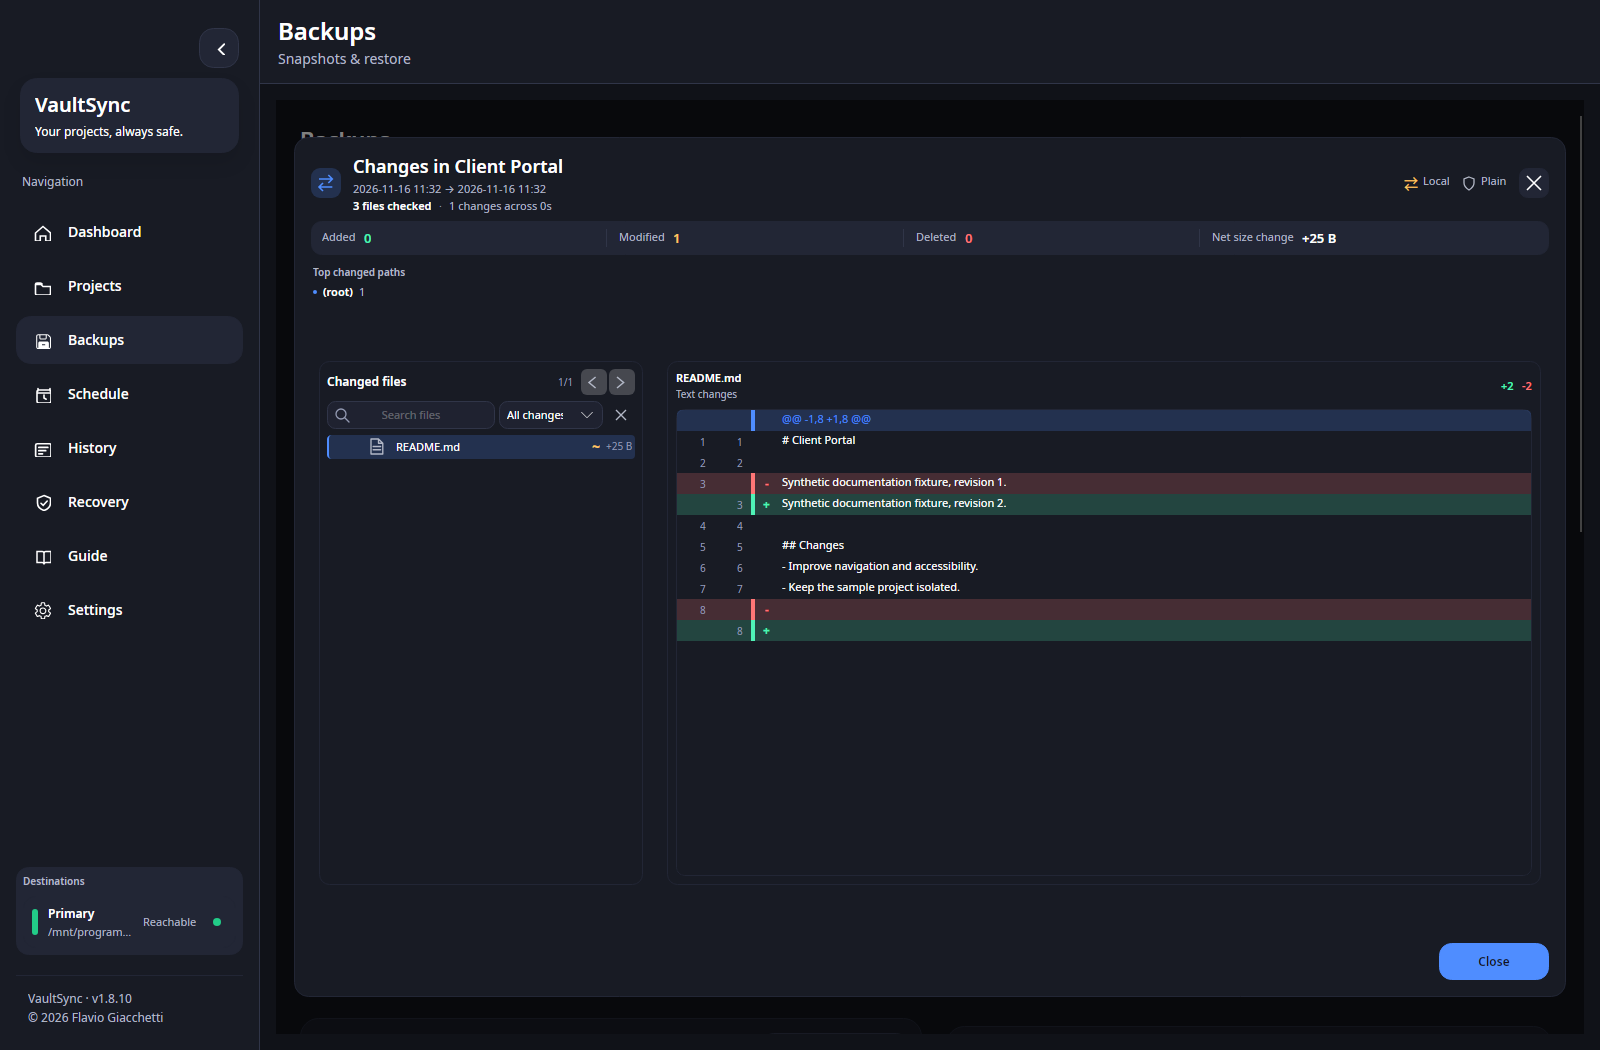 Backups
Snapshots & restore
VaultSync
Your projects, always safe.
Navigation
Dashboard
Projects
Backups
Schedule
History
Recovery
Guide
Settings
Destinations
Primary
/mnt/program...
Reachable
VaultSync · v1.8.10
© 2026 Flavio Giacchetti
Backups
Changes in Client Portal
2026-11-16 11:32 → 2026-11-16 11:32
3 files checked · 1 changes across 0s
Local
Plain
Added 0
Modified 1
Deleted 0
Net size change +25 B
Top changed paths
• (root) 1
Changed files
1/1
Search files
All changes
README.md
~ +25 B
README.md
Text changes
+2 -2
@@ -1,8 +1,8 @@
1 1 # Client Portal
2 2
3 - Synthetic documentation fixture, revision 1.
3 + Synthetic documentation fixture, revision 2.
4 4
5 5 ## Changes
6 6 - Improve navigation and accessibility.
7 7 - Keep the sample project isolated.
8 -
8 +
Close